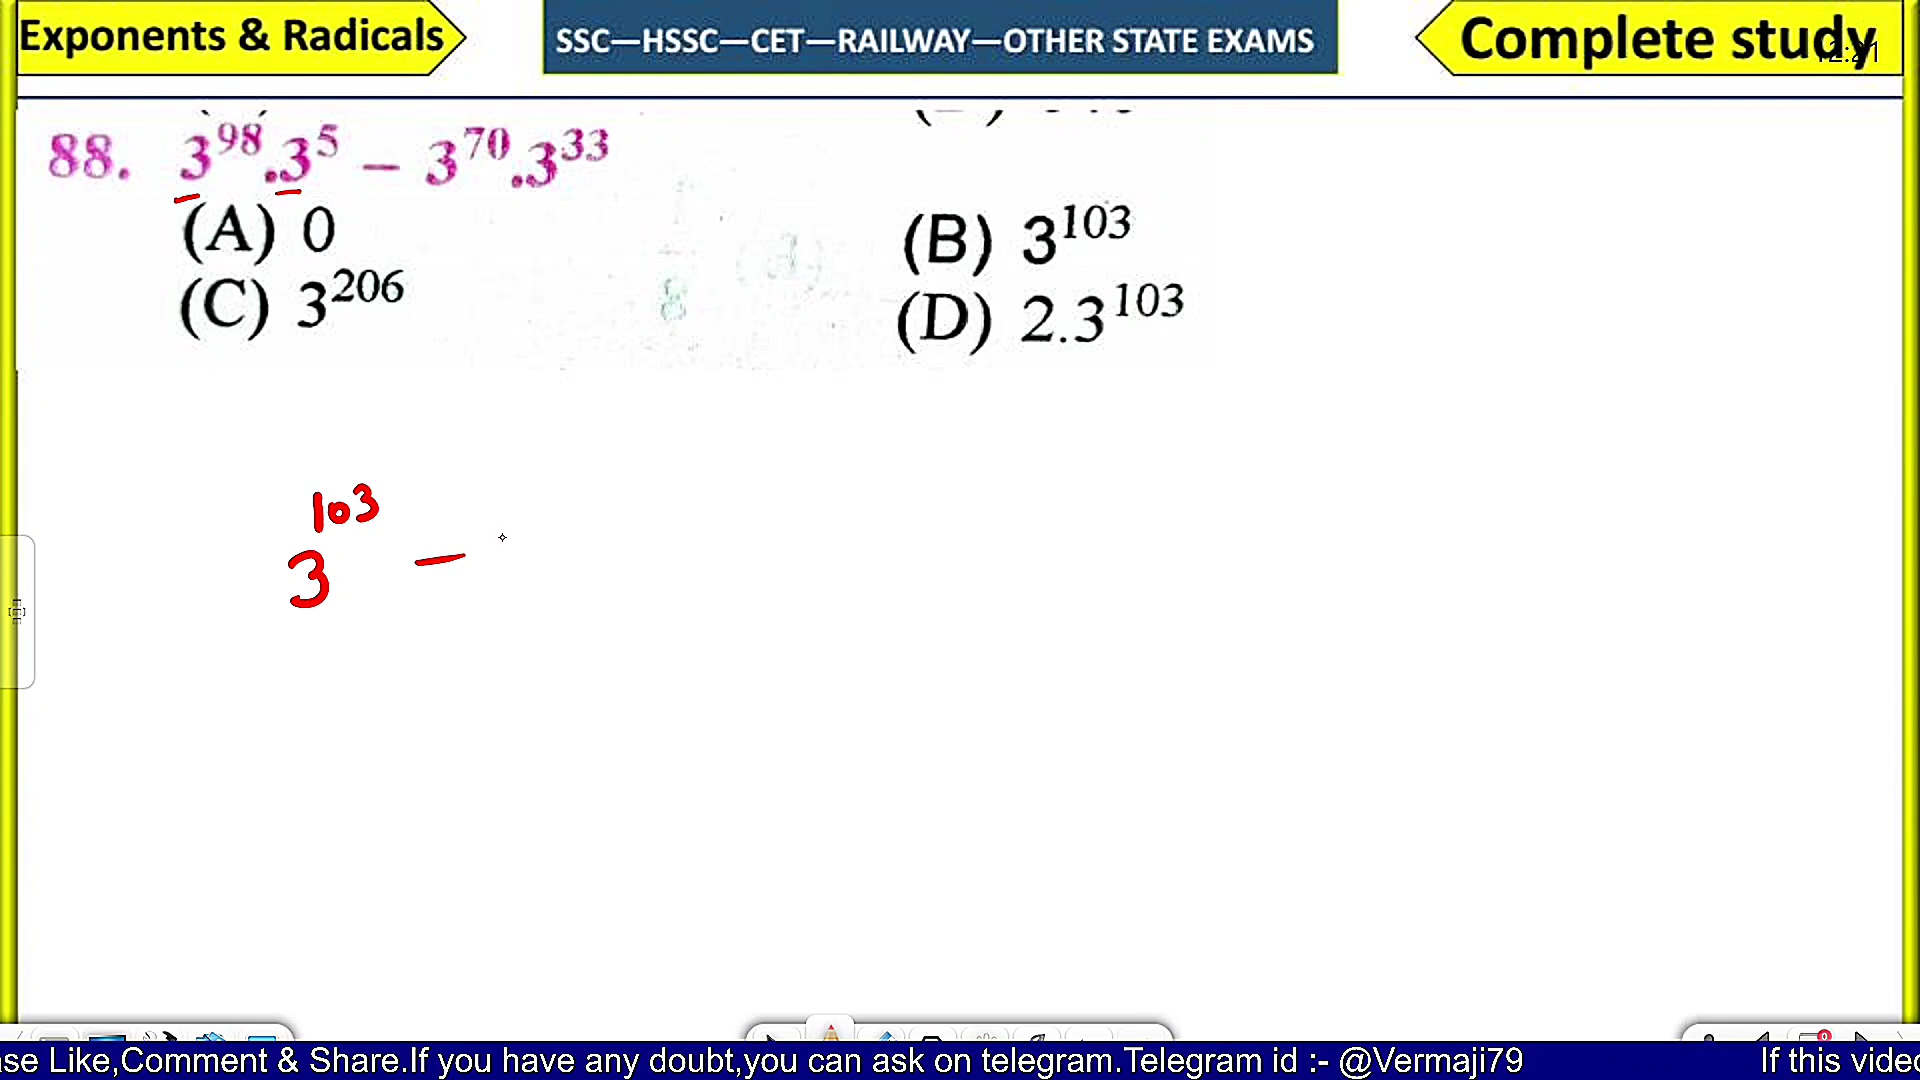 Exponents & Radicals
SSC—HSSC—CET—RAILWAY—OTHER STATE EXAMS
Complete study
88. 3^98.3^5 – 3^70.3^33
(A) 0
(B) 3^103
(C) 3^206
(D) 2.3^103
3^103 –
ase Like,Comment & Share.If you have any doubt,you can ask on telegram.Telegram id :- @Vermaji79 If this video